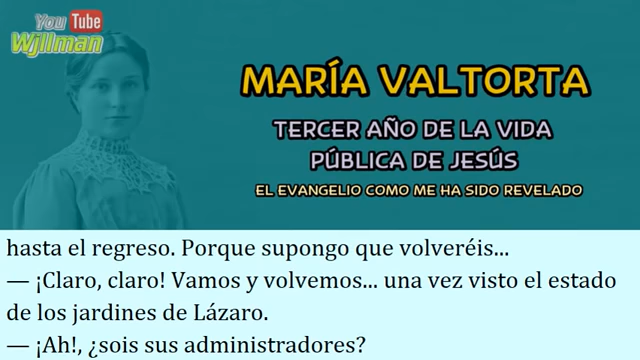 You Tube
Wjllman
MARÍA VALTORTA
TERCER AÑO DE LA VIDA
PÚBLICA DE JESÚS
EL EVANGELIO COMO ME HA SIDO REVELADO
hasta el regreso. Porque supongo que volveréis...
— ¡Claro, claro! Vamos y volvemos... una vez visto el estado
de los jardines de Lázaro.
— ¡Ah!, ¿sois sus administradores?